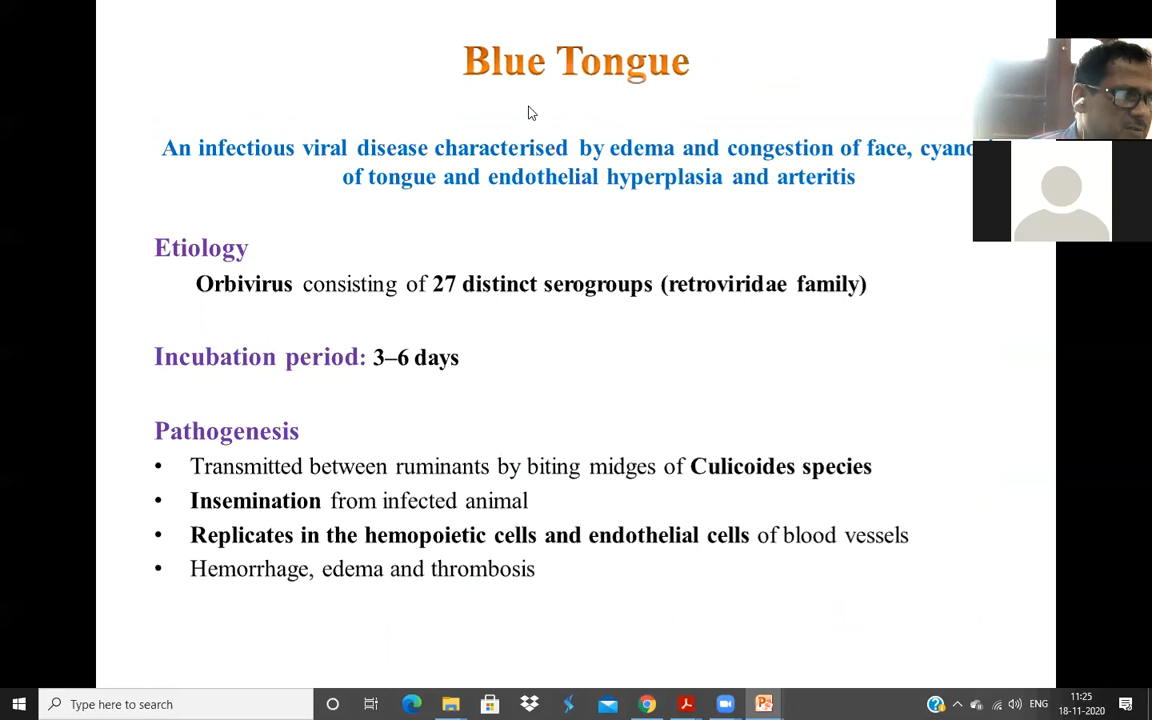 Blue Tongue
An infectious viral disease characterised by edema and congestion of face,
of tongue and endothelial hyperplasia and arteritis
Etiology
Orbivirus consisting of 27 distinct serogroups (retroviridae family)
Incubation period: 3–6 days
Pathogenesis
• Transmitted between ruminants by biting midges of Culicoides species
• Insemination from infected animal
• Replicates in the hemopoietic cells and endothelial cells of blood vessels
• Hemorrhage, edema and thrombosis
Type here to search
ENG
11:25
18-11-2020